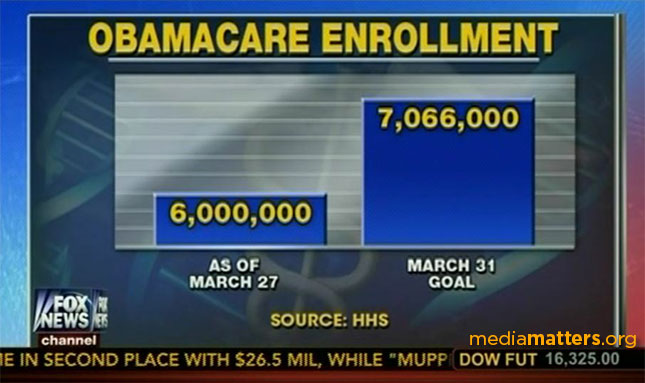 OBAMACARE ENROLLMENT
7,066,000
6,000,000
AS OF
MARCH 27
MARCH 31
GOAL
SOURCE: HHS
FOX
NEWS
channel
mediamatters.org
IN SECOND PLACE WITH $26.5 MIL, WHILE "MUPP
DOW FUT 16,325.00